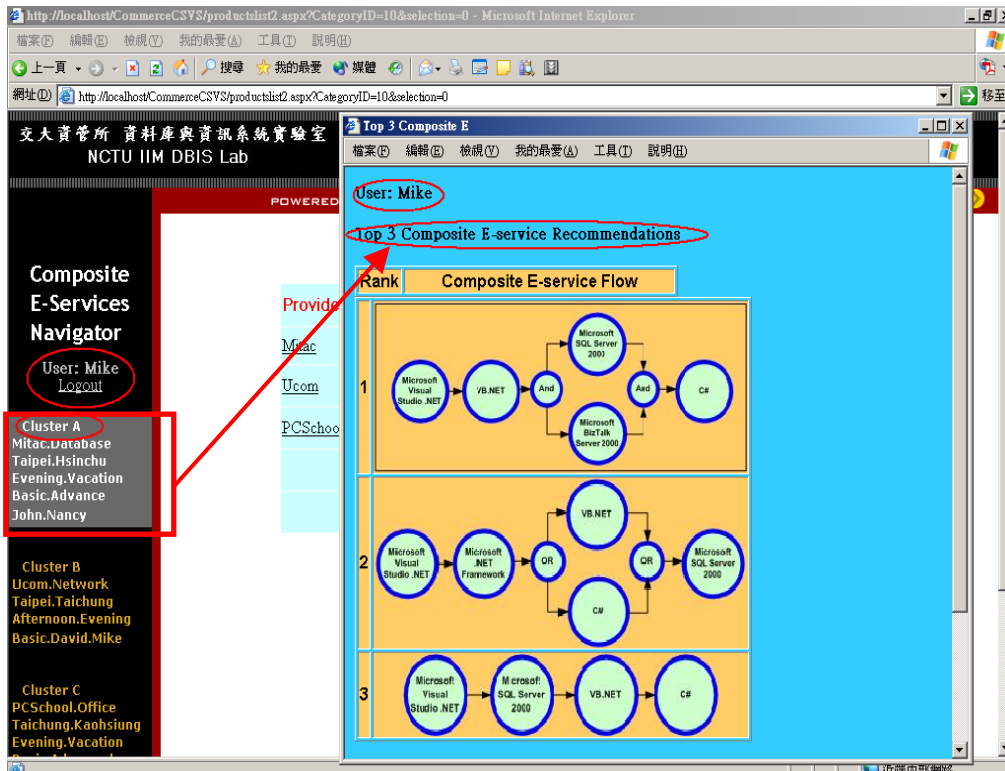 http://localhost/CommerceCSVS/productslist2.aspx?CategoryID=10&selection=0 - Microsoft Internet Explorer
檔案(F) 編輯(E) 檢視(V) 我的最愛(A) 工具(T) 說明(H)
上一頁 搜尋 我的最愛 媒體
網址(D) http://localhost/CommerceCSVS/productslist2.aspx?CategoryID=10&selection=0 移至
交大資管所 資料庫與資訊系統實驗室
NCTU IIM DBIS Lab
POWERED
Composite
E-Services
Navigator
User: Mike
Logout
Cluster A
Mitac.Database
Taipei.Hsinchu
Evening.Vacation
Basic.Advance
John.Nancy
Cluster B
Ucom.Network
Taipei.Taichung
Afternoon.Evening
Basic.David.Mike
Cluster C
PCSchool.Office
Taichung.Kaohsiung
Evening.Vacation
Provide
Mitac
Ucom
PCSchoo
Top 3 Composite E
檔案(F) 編輯(E) 檢視(V) 我的最愛(A) 工具(T) 說明(H)
User: Mike
Top 3 Composite E-service Recommendations
Rank Composite E-service Flow
1
Microsoft
Visual
Studio .NET
VB.NET
And
Microsoft
SQL Server
2000
Microsoft
BizTalk
Server 2000
And
C#
2
Microsoft
Visual
Studio .NET
Microsoft
.NET
Framework
OR
VB.NET
C#
OR
Microsoft
SQL Server
2000
3
Microsoft
Visual
Studio .NET
Microsoft
SQL Server
2000
VB.NET
C#